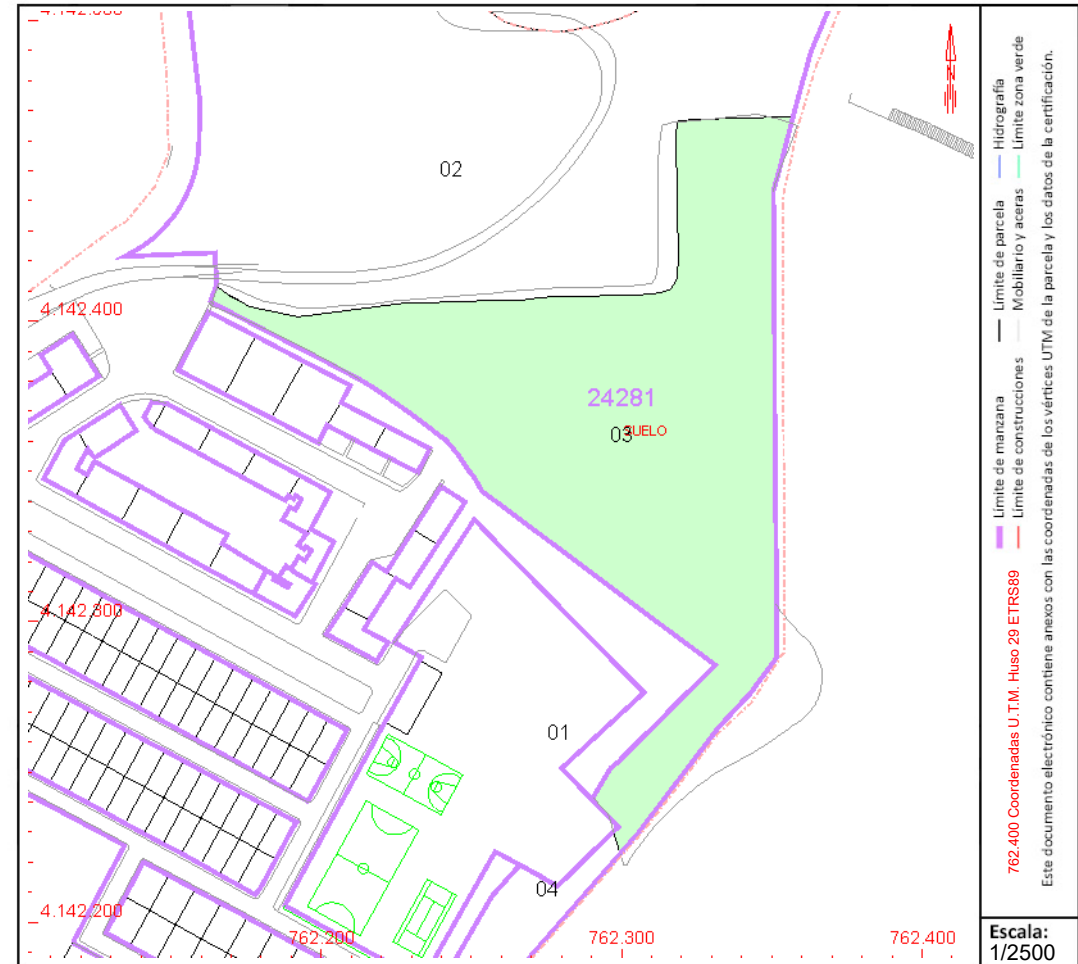 4.142.500
02
4.142.400
24281
03
SUELO
4.142.300
01
04
4.142.200
762.200
762.300
762.400
N
Hidrografía
Límite zona verde
Límite de parcela
Mobiliario y aceras
Límite de manzana
Límite de construcciones
762.400 Coordenadas U.T.M. Huso 29 ETRS89
Este documento electrónico contiene anexos con las coordenadas de los vértices UTM de la parcela y los datos de la certificación.
Escala:
1/2500